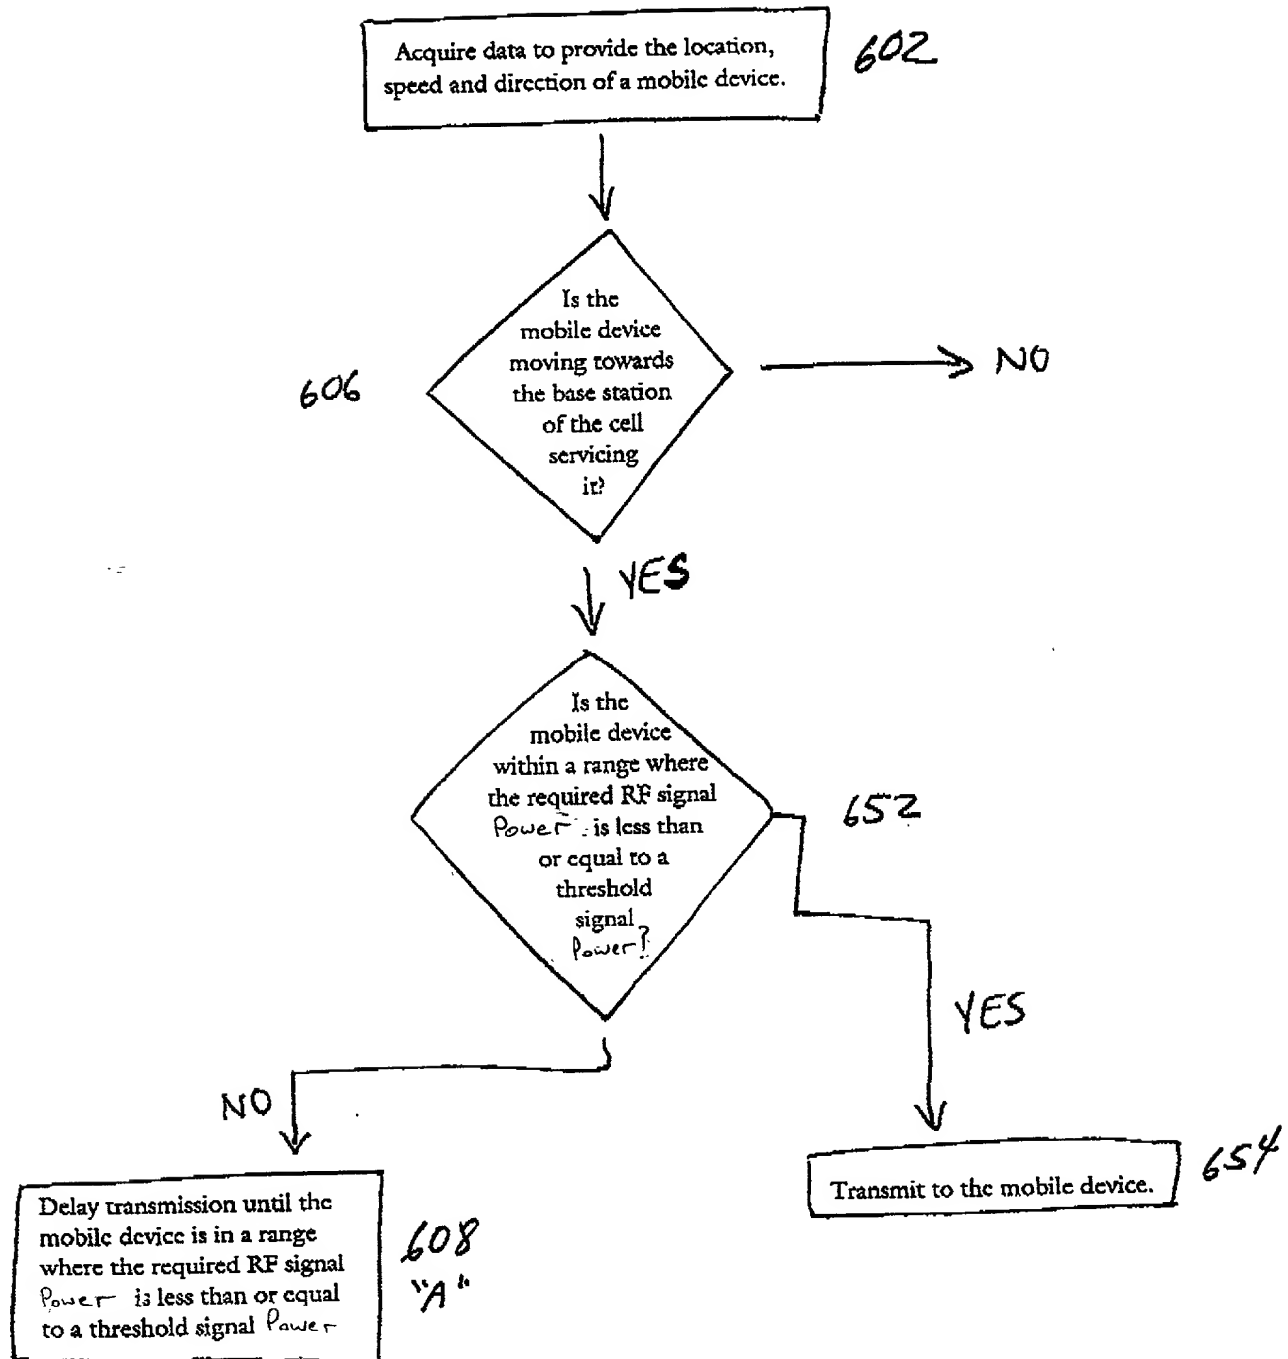 Acquire data to provide the location,
speed and direction of a mobile device.
602
Is the
mobile device
moving towards
the base station
of the cell
servicing
it?
606
NO
YES
Is the
mobile device
within a range where
the required RF signal
Power is less than
or equal to a
threshold
signal
Power?
652
YES
NO
Delay transmission until the
mobile device is in a range
where the required RF signal
Power is less than or equal
to a threshold signal Power
608
"A"
Transmit to the mobile device.
654